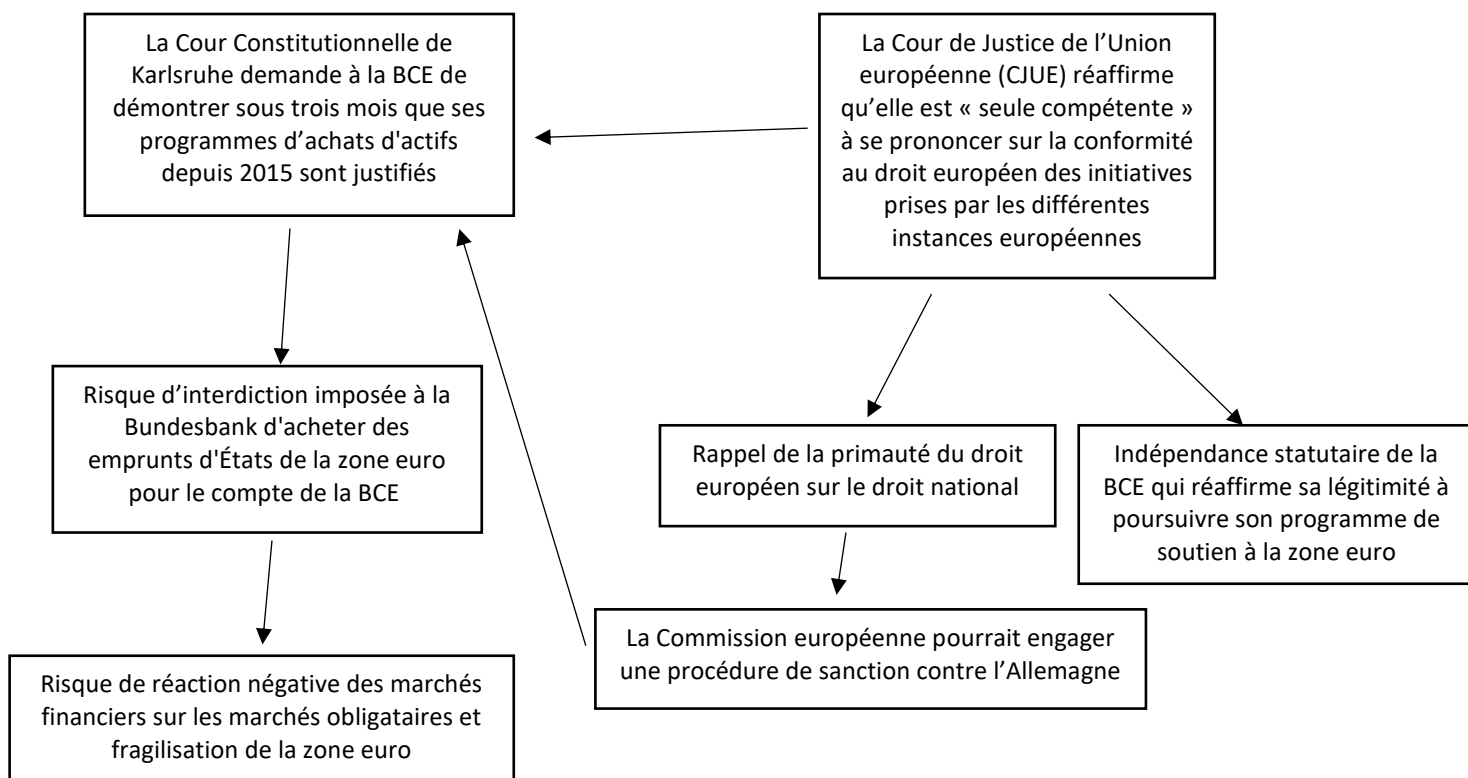 La Cour Constitutionnelle de
Karlsruhe demande à la BCE de
démontrer sous trois mois que ses
programmes d’achats d'actifs
depuis 2015 sont justifiés
La Cour de Justice de l’Union
européenne (CJUE) réaffirme
qu’elle est « seule compétente »
à se prononcer sur la conformité
au droit européen des initiatives
prises par les différentes
instances européennes
Risque d’interdiction imposée à la
Bundesbank d'acheter des
emprunts d'États de la zone euro
pour le compte de la BCE
Rappel de la primauté du droit
européen sur le droit national
Indépendance statutaire de la
BCE qui réaffirme sa légitimité à
poursuivre son programme de
soutien à la zone euro
La Commission européenne pourrait engager
une procédure de sanction contre l’Allemagne
Risque de réaction négative des marchés
financiers sur les marchés obligataires et
fragilisation de la zone euro